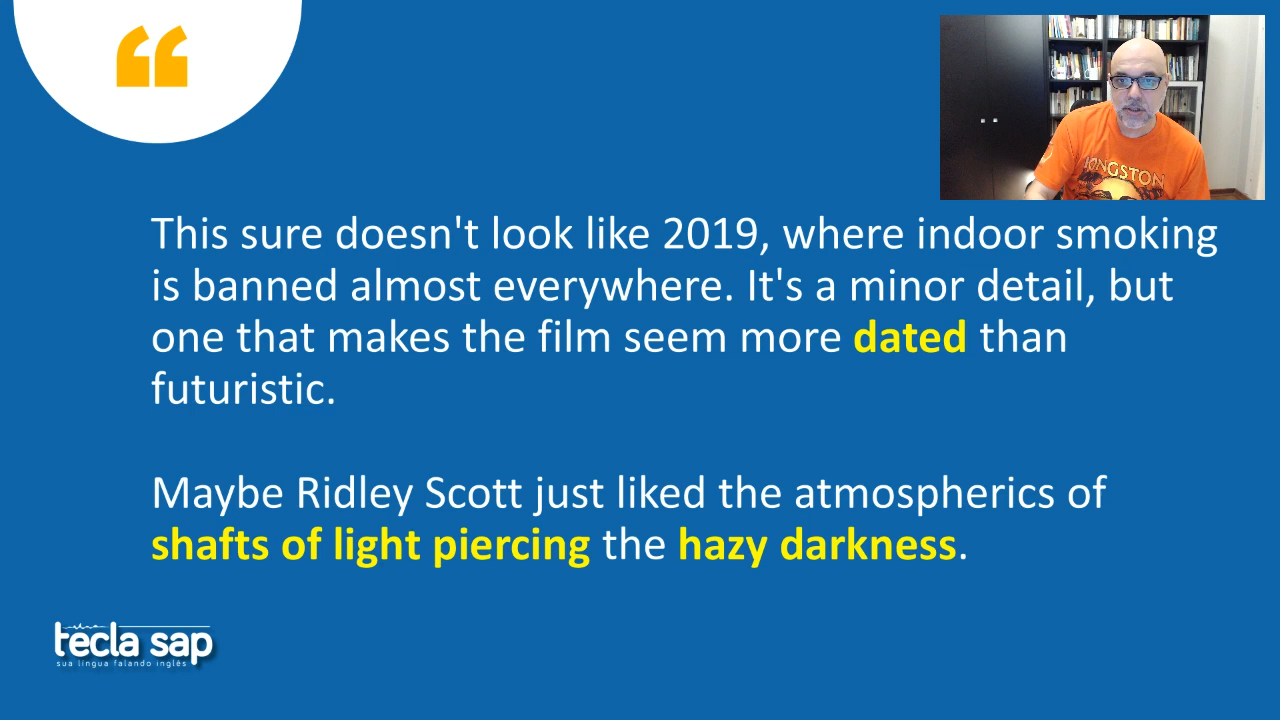 “
KINGSTON
This sure doesn't look like 2019, where indoor smoking
is banned almost everywhere. It's a minor detail, but
one that makes the film seem more dated than
futuristic.
Maybe Ridley Scott just liked the atmospherics of
shafts of light piercing the hazy darkness.
tecla sap
sua língua falando inglês